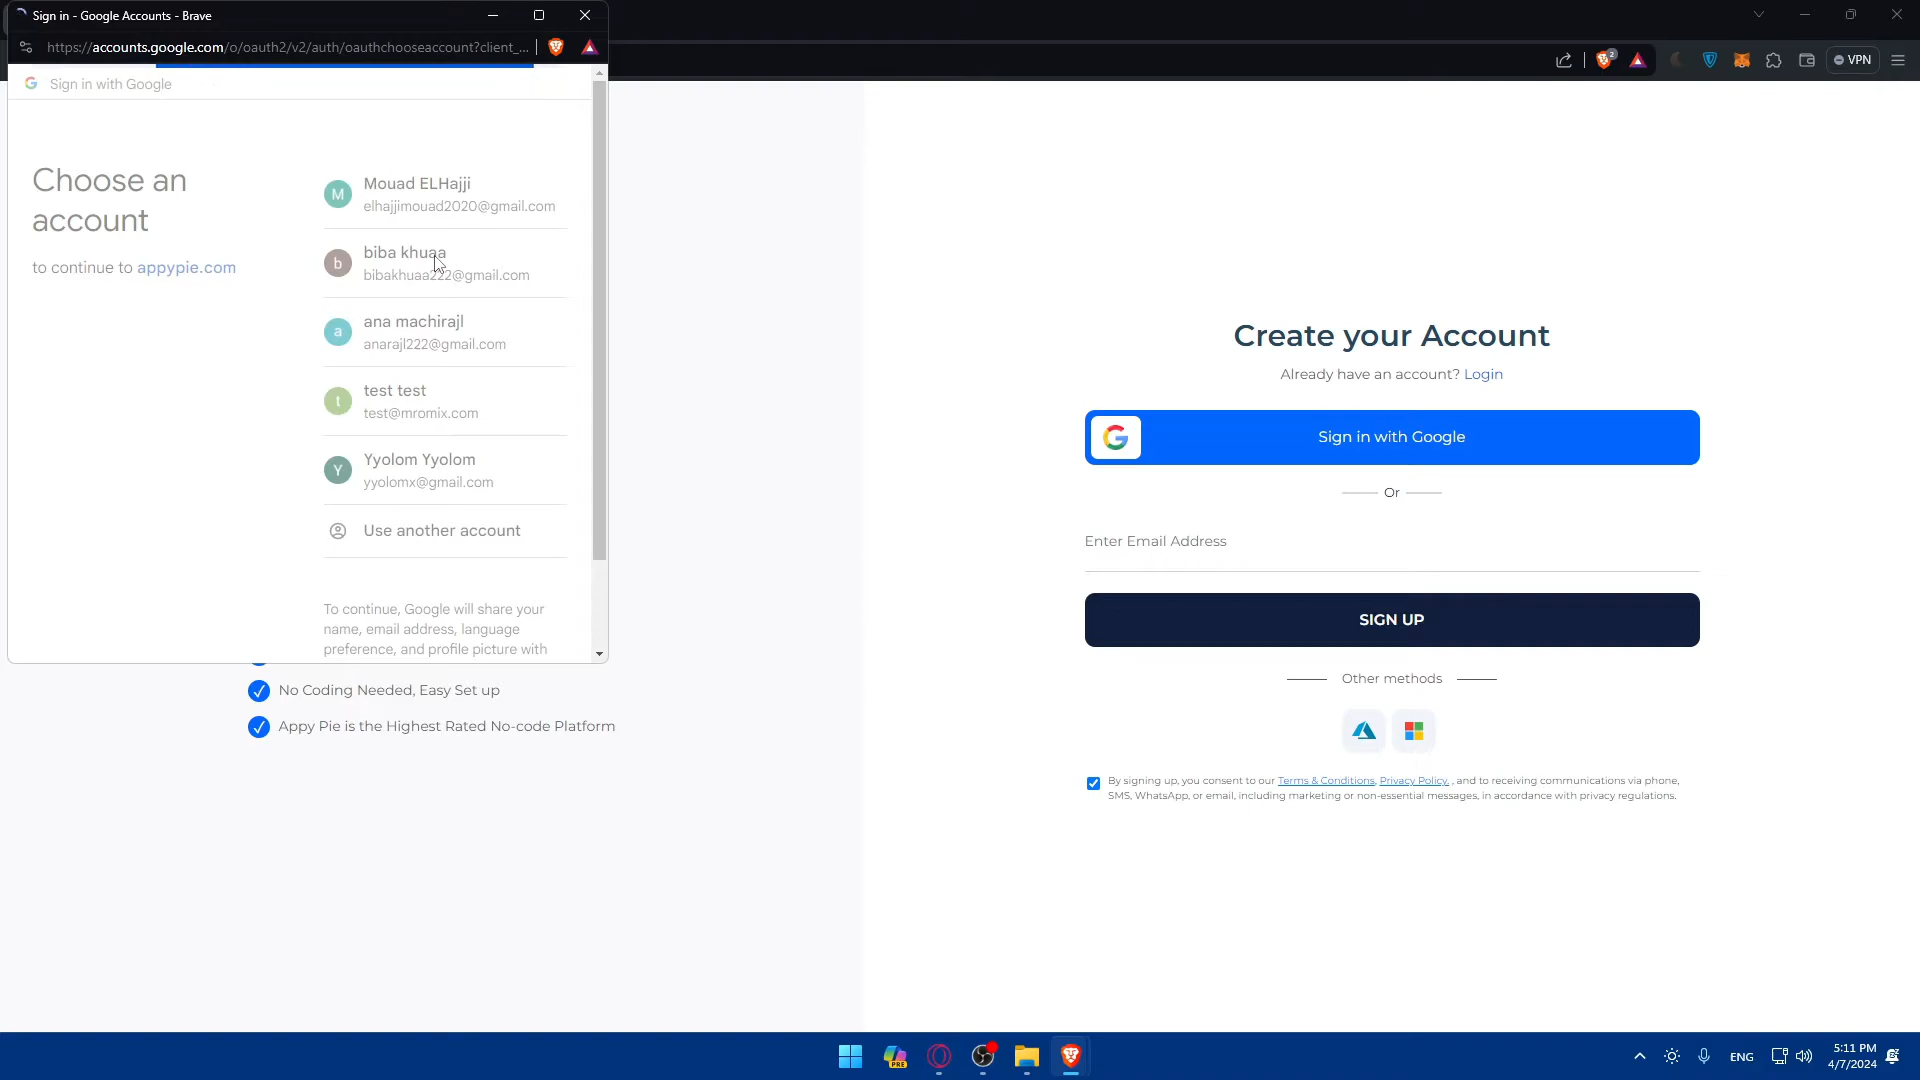 Sign in - Google Accounts - Brave
https://accounts.google.com/o/oauth2/v2/auth/oauthchooseaccount?client_...
2
VPN
G Sign in with Google
Choose an
account
to continue to appypie.com
M
Mouad ELHajji
elhajjimouad2020@gmail.com
b
biba khuaa
bibakhuaa222@gmail.com
a
ana machirajl
anarajl222@gmail.com
t
test test
test@mromix.com
Y
Yyolom Yyolom
yyolomx@gmail.com
Use another account
To continue, Google will share your
name, email address, language
preference, and profile picture with
No Coding Needed, Easy Set up
Appy Pie is the Highest Rated No-code Platform
Create your Account
Already have an account? Login
G Sign in with Google
Or
Enter Email Address
SIGN UP
Other methods
By signing up, you consent to our Terms & Conditions, Privacy Policy. , and to receiving communications via phone,
SMS, WhatsApp, or email, including marketing or non-essential messages, in accordance with privacy regulations.
PRE
ENG
5:11 PM
4/7/2024